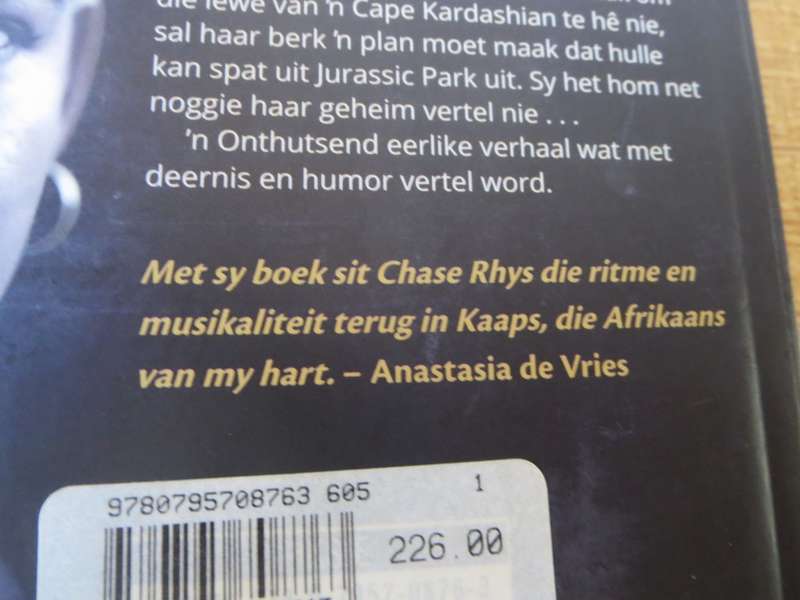 die lewe van 'n Cape Kardashian te hê nie,
sal haar berk 'n plan moet maak dat hulle
kan spat uit Jurassic Park uit. Sy het hom net
noggie haar geheim vertel nie . . .
'n Onthutsend eerlike verhaal wat met
deernis en humor vertel word.
Met sy boek sit Chase Rhys die ritme en
musikaliteit terug in Kaaps, die Afrikaans
van my hart. – Anastasia de Vries
9780795708763 605 1
226.00